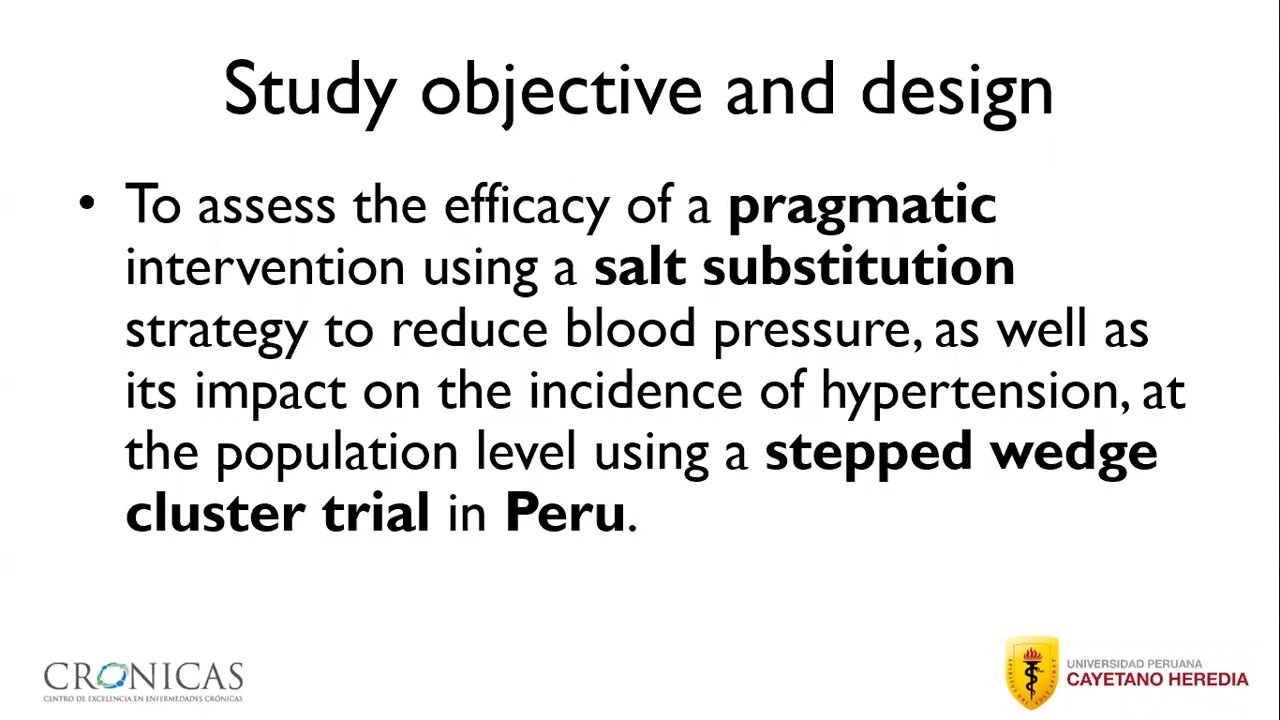 Study objective and design
• To assess the efficacy of a pragmatic
intervention using a salt substitution
strategy to reduce blood pressure, as well as
its impact on the incidence of hypertension, at
the population level using a stepped wedge
cluster trial in Peru.
CRONICAS
CENTRO DE EXCELENCIA EN ENFERMEDADES CRÓNICAS
UNIVERSIDAD PERUANA
CAYETANO HEREDIA